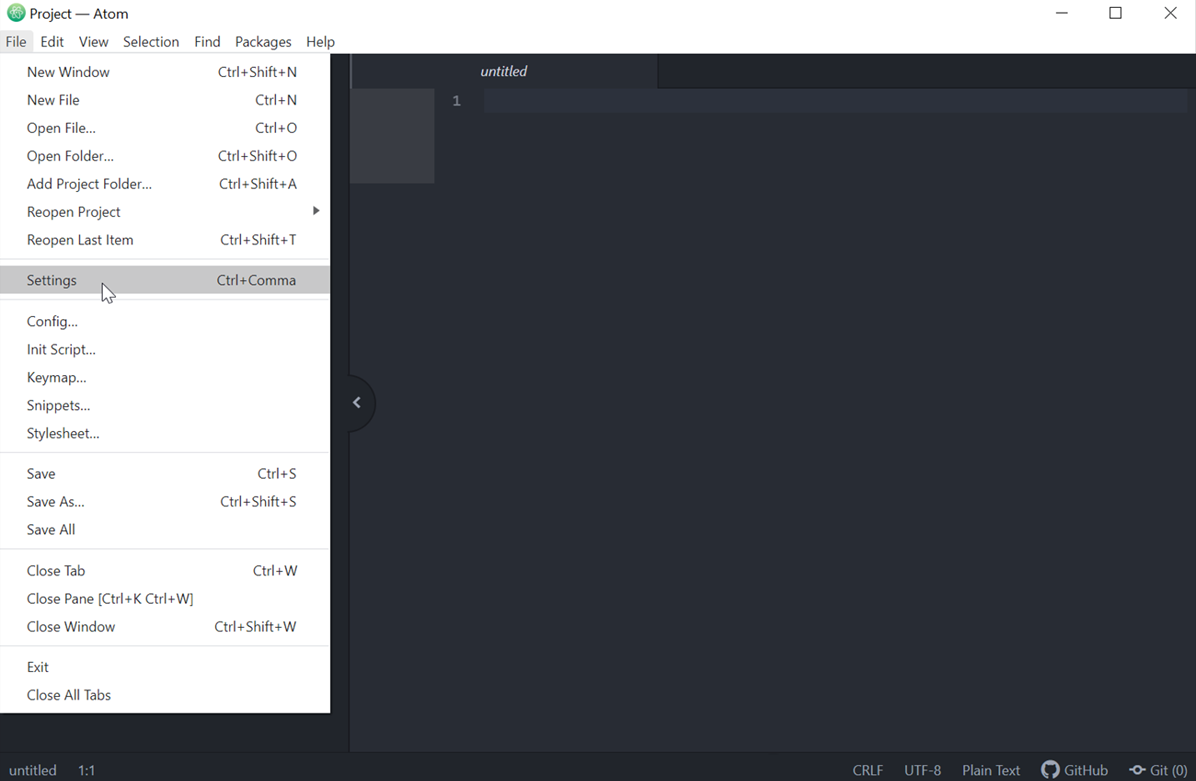 Project — Atom
File Edit View Selection Find Packages Help
New Window Ctrl+Shift+N
New File Ctrl+N
Open File... Ctrl+O
Open Folder... Ctrl+Shift+O
Add Project Folder... Ctrl+Shift+A
Reopen Project
Reopen Last Item Ctrl+Shift+T
Settings Ctrl+Comma
Config...
Init Script...
Keymap...
Snippets...
Stylesheet...
Save Ctrl+S
Save As... Ctrl+Shift+S
Save All
Close Tab Ctrl+W
Close Pane [Ctrl+K Ctrl+W]
Close Window Ctrl+Shift+W
Exit
Close All Tabs
untitled
1
untitled 1:1 CRLF UTF-8 Plain Text GitHub Git (0)